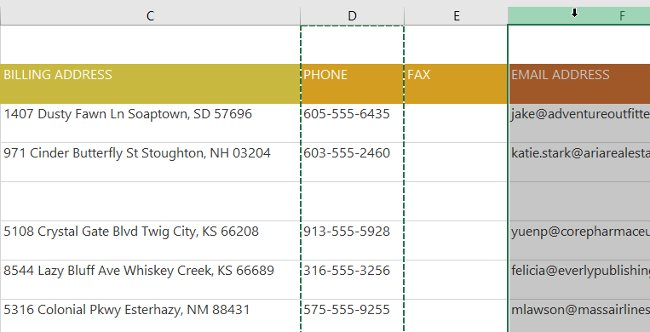 C D E F
BILLING ADDRESS PHONE FAX EMAIL ADDRESS
1407 Dusty Fawn Ln Soaptown, SD 57696 605-555-6435 jake@adventureoutfitte
971 Cinder Butterfly St Stoughton, NH 03204 603-555-2460 katie.stark@ariarealesta
5108 Crystal Gate Blvd Twig City, KS 66208 913-555-5928 yuenp@corepharmaceu
8544 Lazy Bluff Ave Whiskey Creek, KS 66689 316-555-3256 felicia@everlypublishing
5316 Colonial Pkwy Esterhazy, NM 88431 575-555-9255 mlawson@massairlines